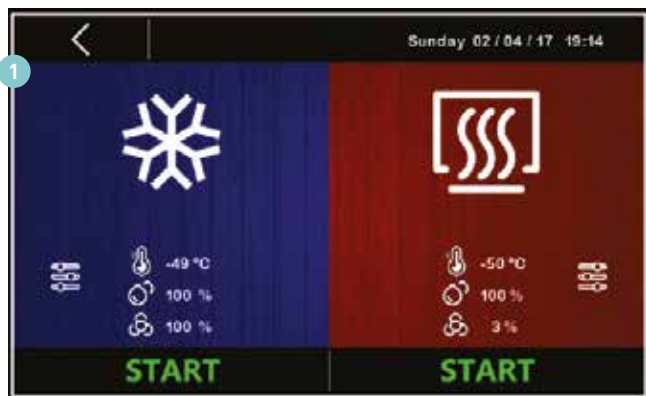 Sunday 02 / 04 / 17 19:14
1
-49 °C
100 %
100 %
START
-50 °C
100 %
3 %
START